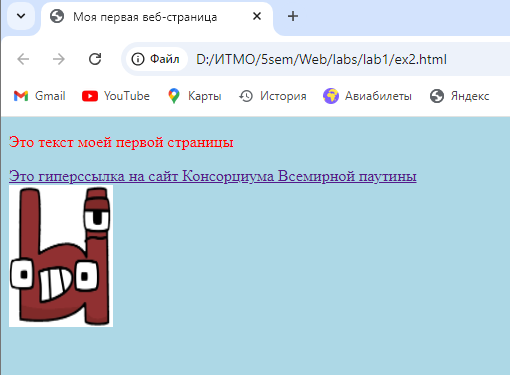 Моя первая веб-страница
Файл D:/ИТМО/5sem/Web/labs/lab1/ex2.html
Gmail YouTube Карты История Авиабилеты Яндекс
Это текст моей первой страницы
Это гиперссылка на сайт Консорциума Всемирной паутины